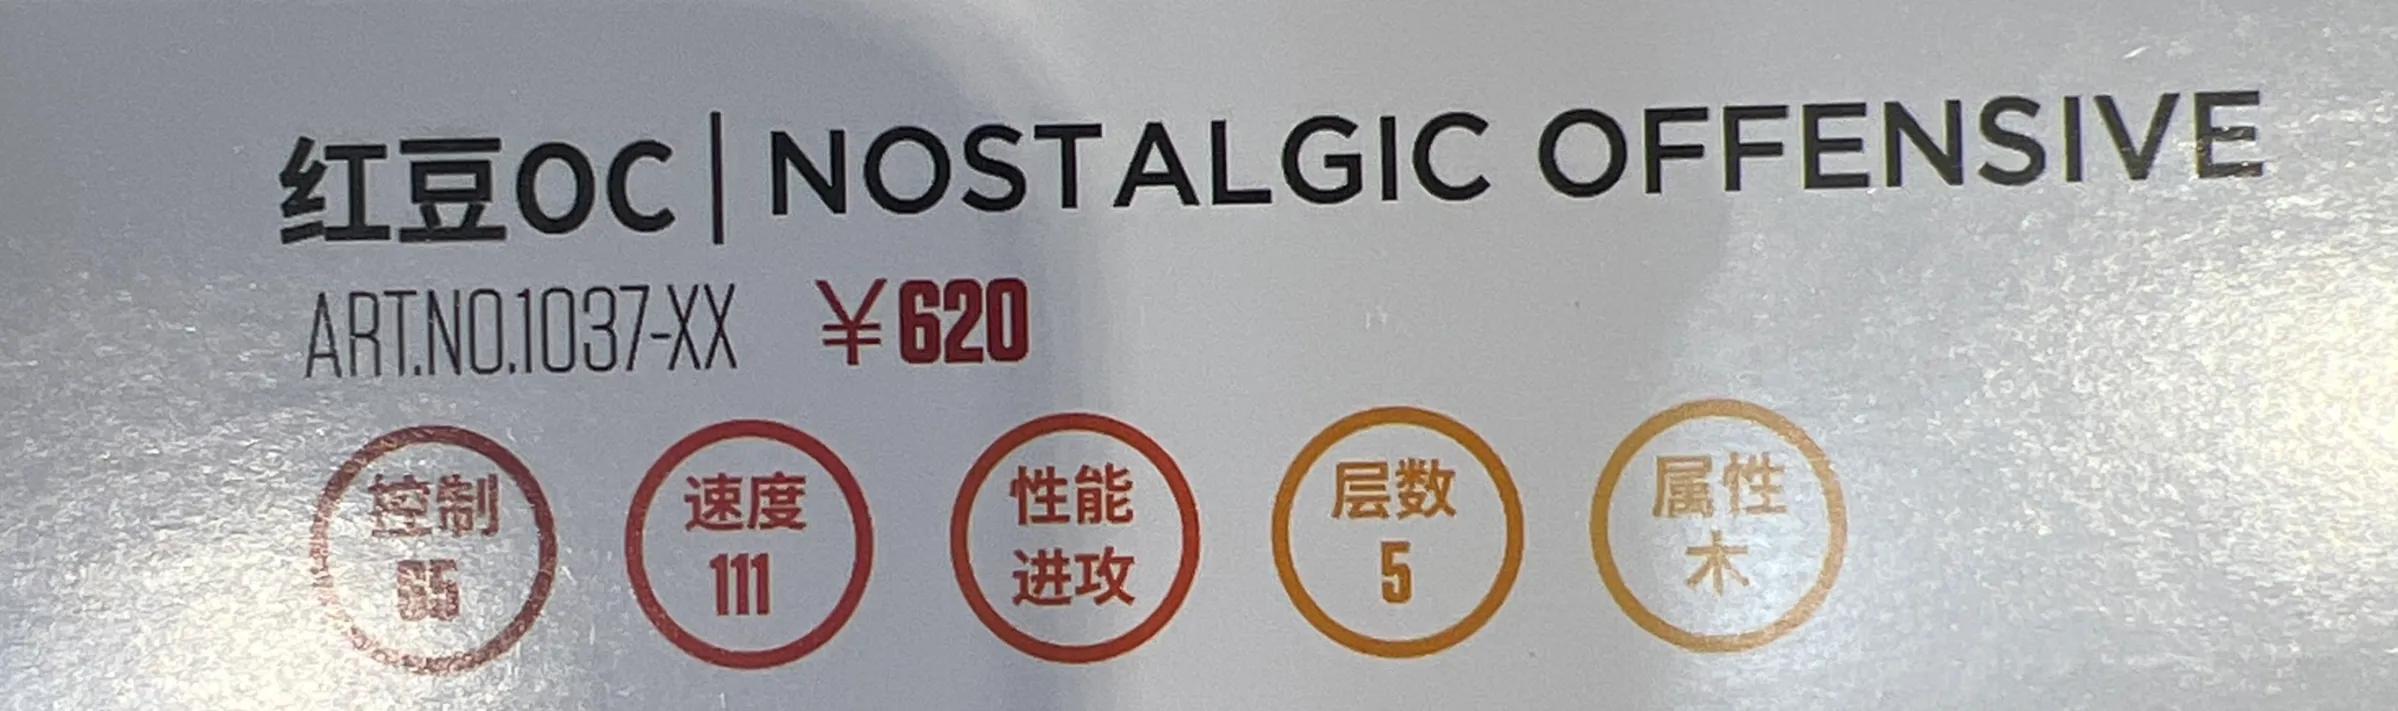 红豆OC | NOSTALGIC OFFENSIVE
ART.NO.1037-XX ¥620
控制 速度 性能 层数 属性
65 111 进攻 5 木